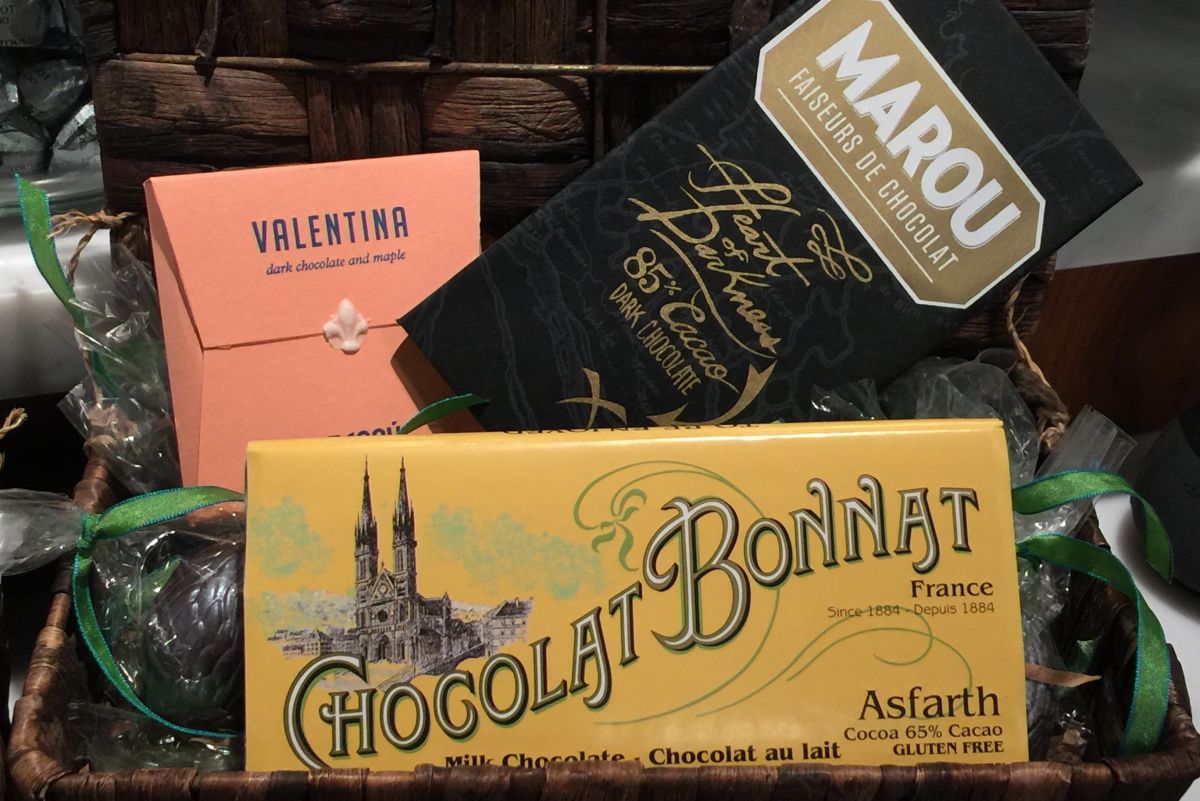 VALENTINA
dark chocolate and maple
MAROU
FAISEURS DE CHOCOLAT
The
Heart
of
Darkness
85% Cacao
DARK CHOCOLATE
CHOCOLAT BONNAT
France
Since 1884 - Depuis 1884
Asfarth
Cocoa 65% Cacao
GLUTEN FREE
Milk Chocolate - Chocolat au lait